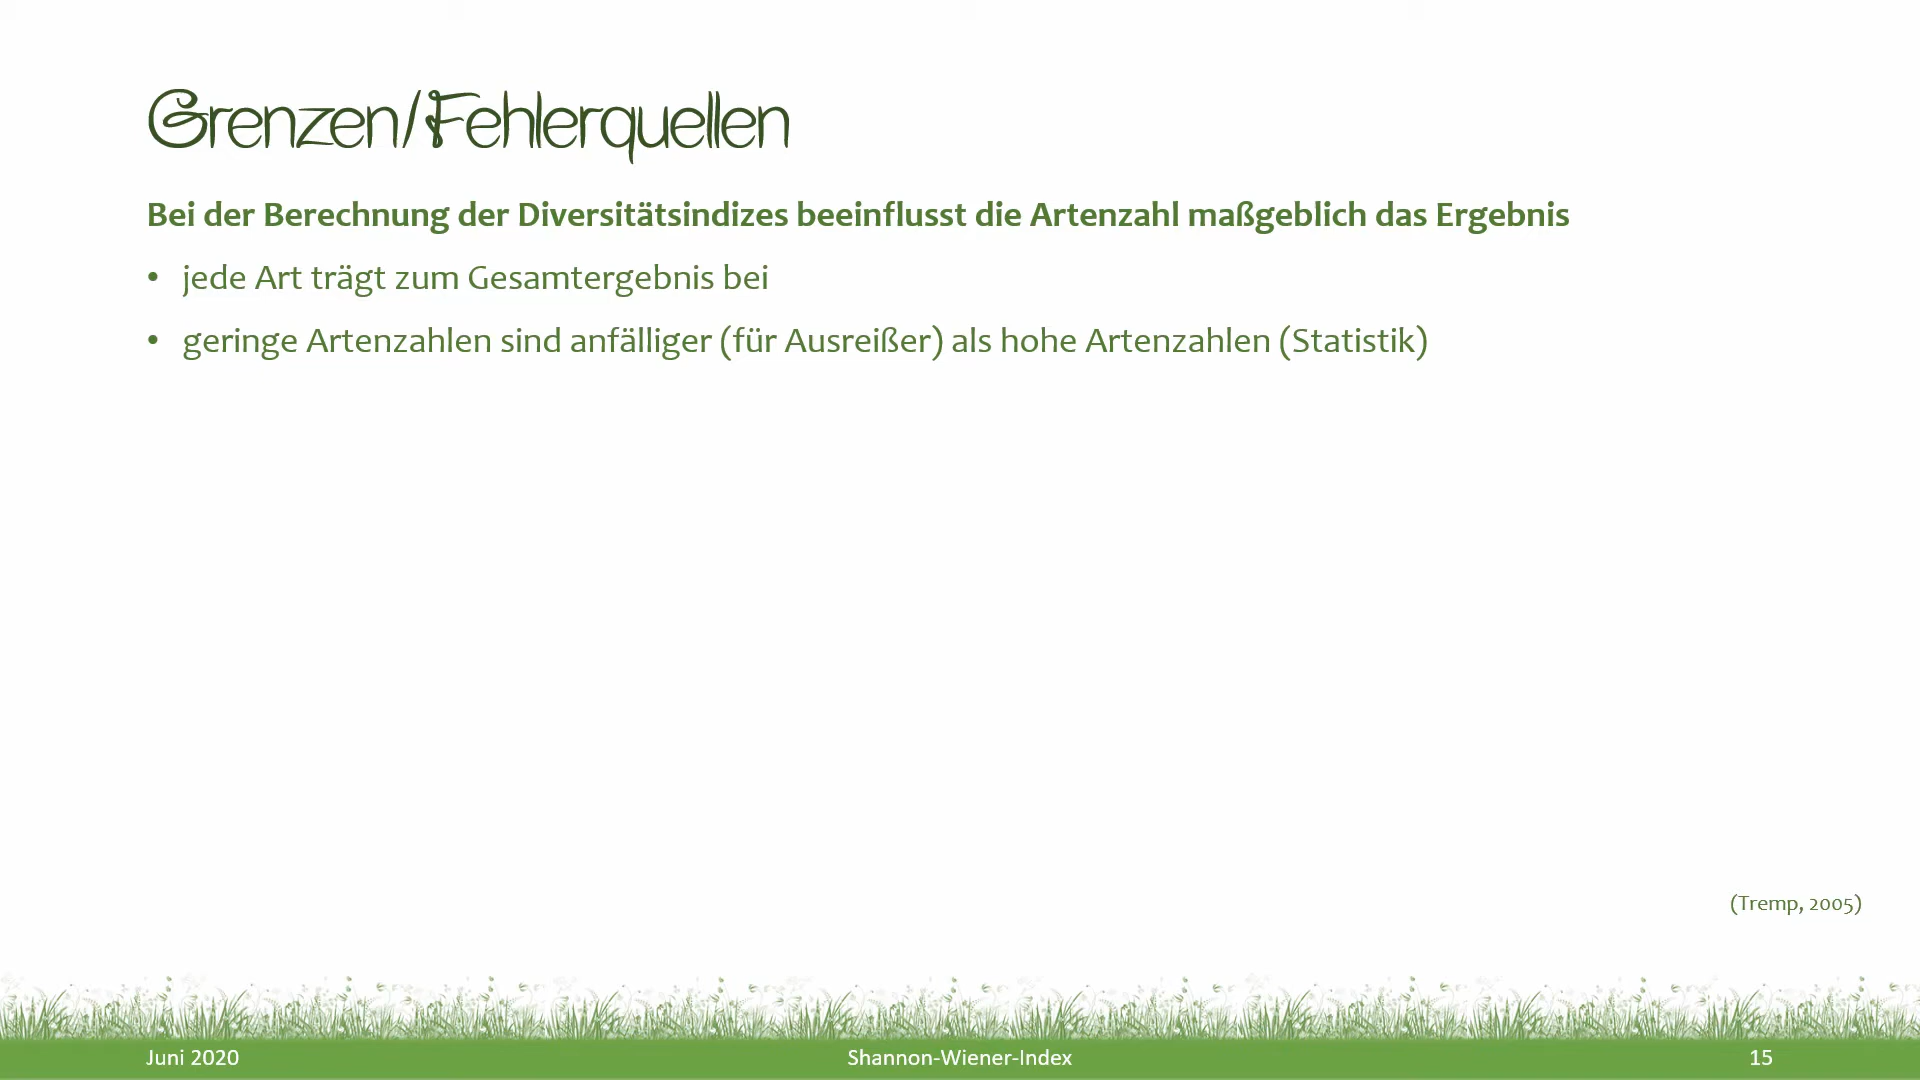 Grenzen/Fehlerquellen
Bei der Berechnung der Diversitätsindizes beeinflusst die Artenzahl maßgeblich das Ergebnis
• jede Art trägt zum Gesamtergebnis bei
• geringe Artenzahlen sind anfälliger (für Ausreißer) als hohe Artenzahlen (Statistik)
(Tremp, 2005)
Juni 2020
Shannon-Wiener-Index
15